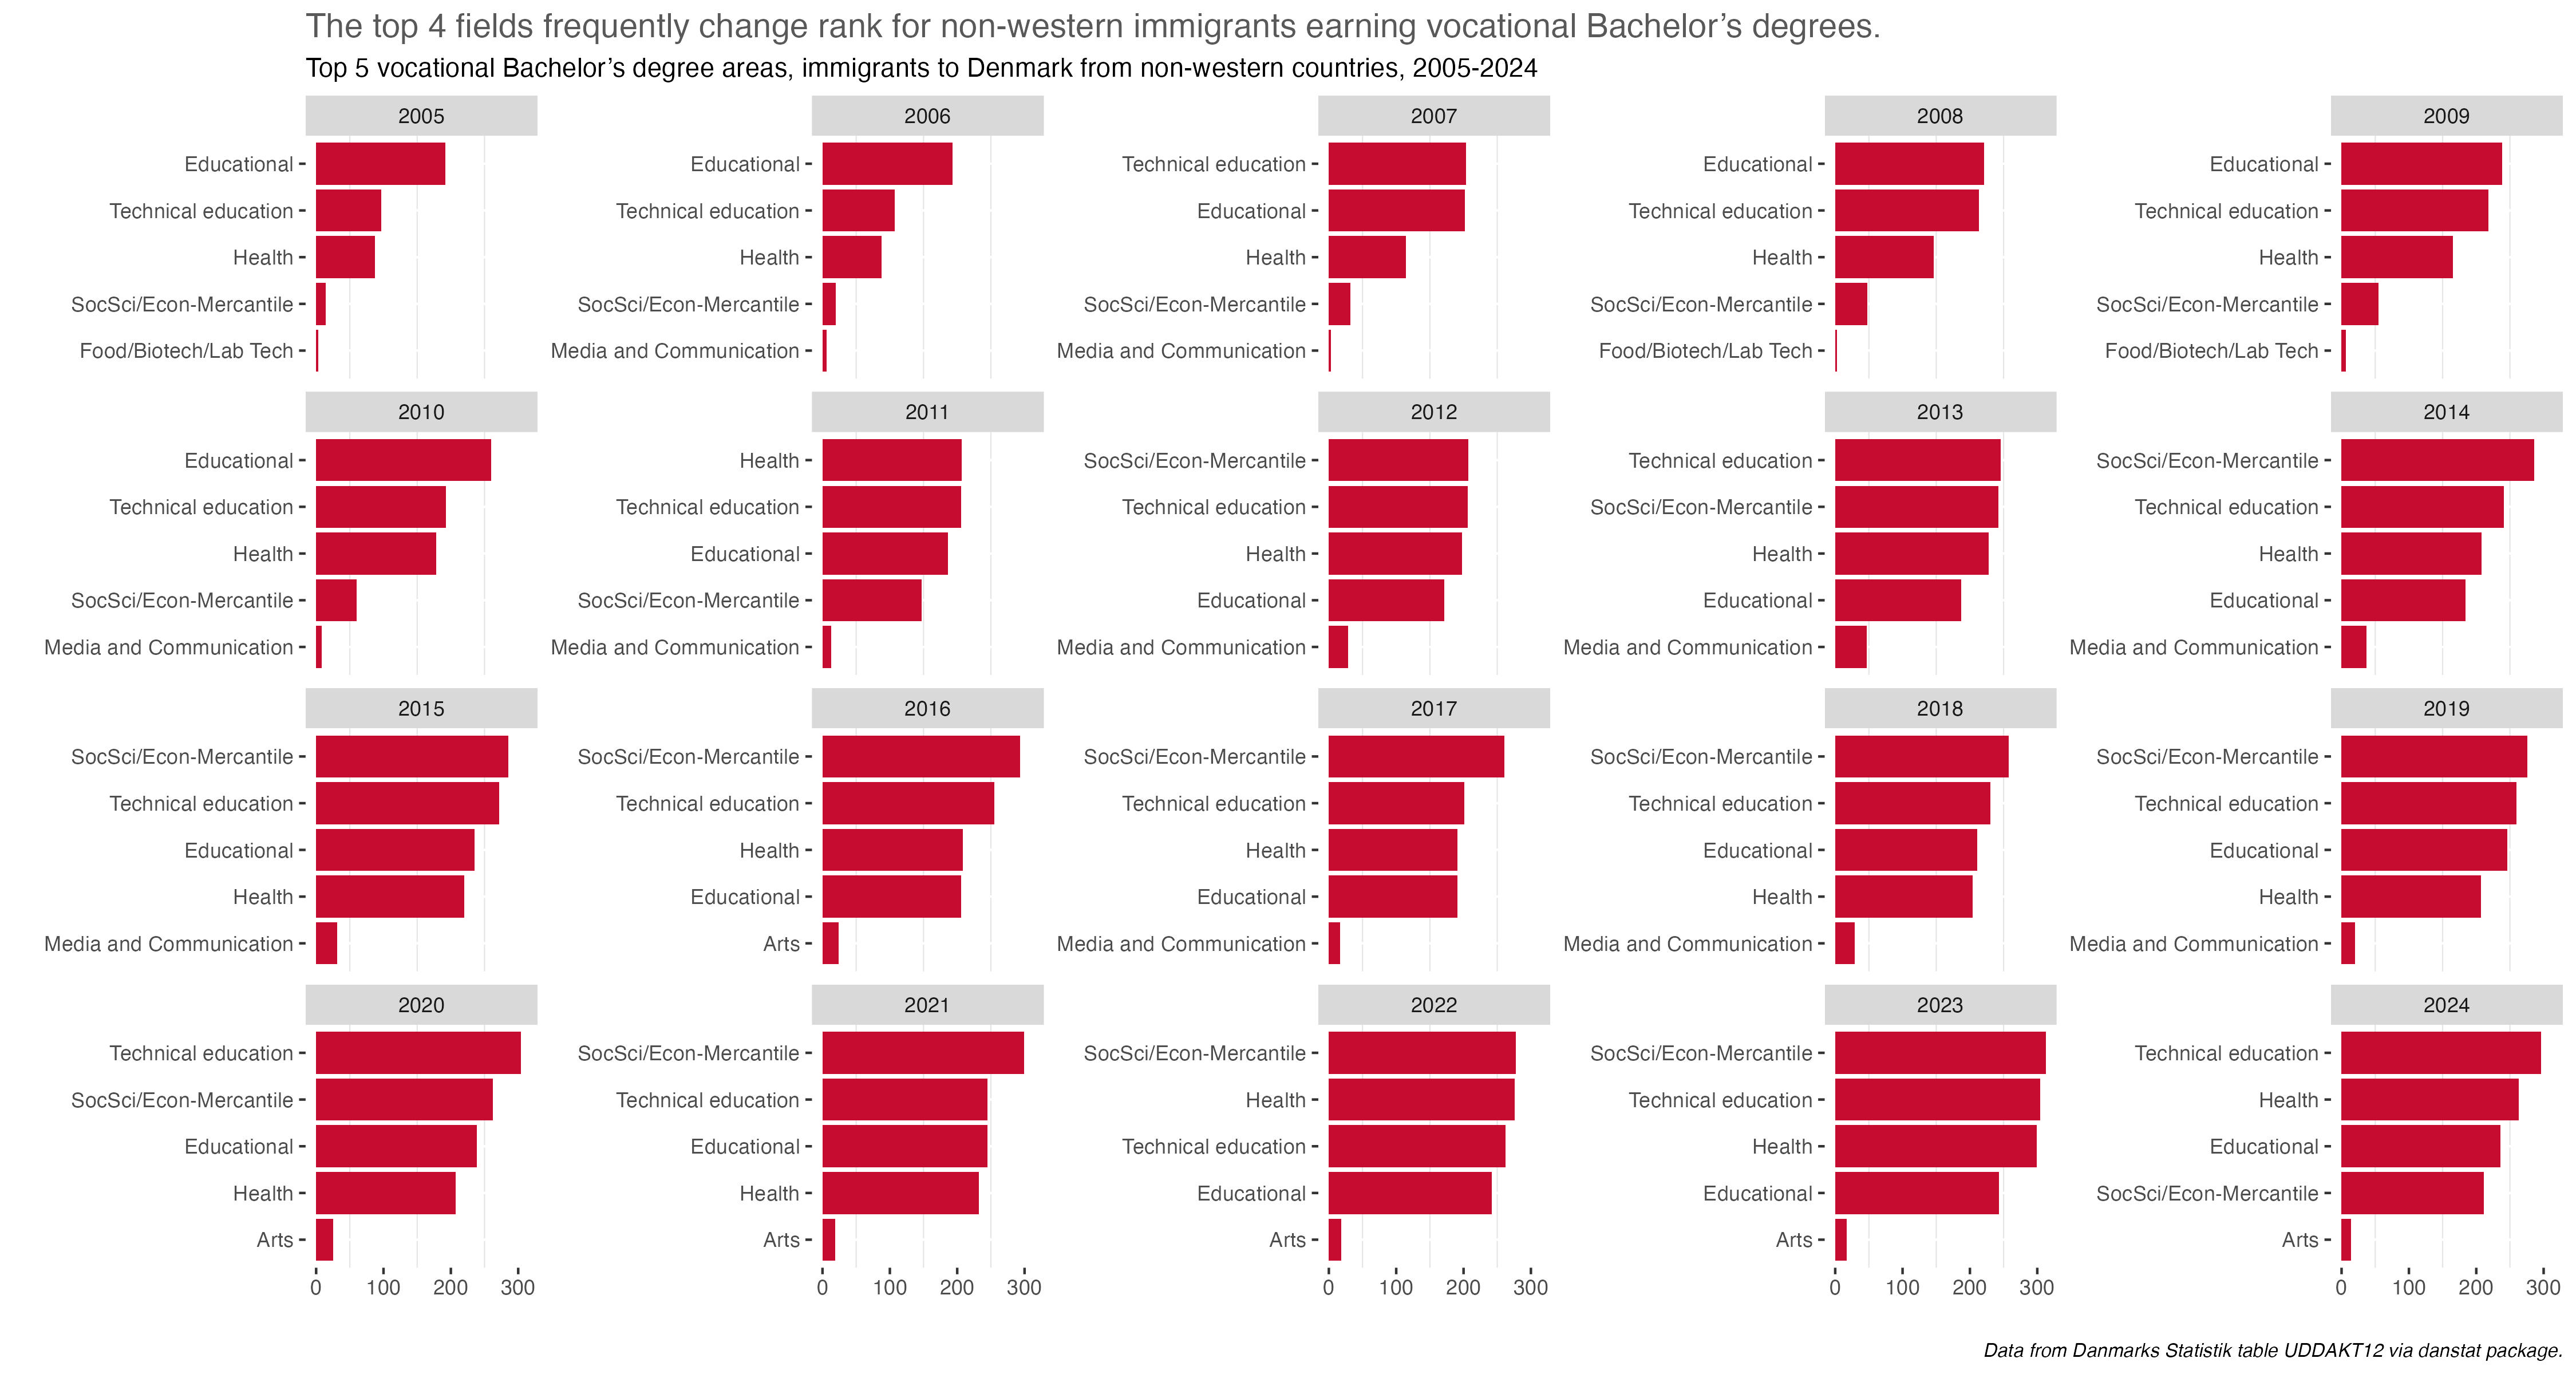 The top 4 fields frequently change rank for non-western immigrants earning vocational Bachelor’s degrees.
Top 5 vocational Bachelor’s degree areas, immigrants to Denmark from non-western countries, 2005-2024
2005
Educational
Technical education
Health
SocSci/Econ-Mercantile
Food/Biotech/Lab Tech
2006
Educational
Technical education
Health
SocSci/Econ-Mercantile
Media and Communication
2007
Technical education
Educational
Health
SocSci/Econ-Mercantile
Media and Communication
2008
Educational
Technical education
Health
SocSci/Econ-Mercantile
Food/Biotech/Lab Tech
2009
Educational
Technical education
Health
SocSci/Econ-Mercantile
Food/Biotech/Lab Tech
2010
Educational
Technical education
Health
SocSci/Econ-Mercantile
Media and Communication
2011
Health
Technical education
Educational
SocSci/Econ-Mercantile
Media and Communication
2012
SocSci/Econ-Mercantile
Technical education
Health
Educational
Media and Communication
2013
Technical education
SocSci/Econ-Mercantile
Health
Educational
Media and Communication
2014
SocSci/Econ-Mercantile
Technical education
Health
Educational
Media and Communication
2015
SocSci/Econ-Mercantile
Technical education
Educational
Health
Media and Communication
2016
SocSci/Econ-Mercantile
Technical education
Health
Educational
Arts
2017
SocSci/Econ-Mercantile
Technical education
Health
Educational
Media and Communication
2018
SocSci/Econ-Mercantile
Technical education
Educational
Health
Media and Communication
2019
SocSci/Econ-Mercantile
Technical education
Educational
Health
Media and Communication
2020
Technical education
SocSci/Econ-Mercantile
Educational
Health
Arts
0 100 200 300
2021
SocSci/Econ-Mercantile
Technical education
Educational
Health
Arts
0 100 200 300
2022
SocSci/Econ-Mercantile
Health
Technical education
Educational
Arts
0 100 200 300
2023
SocSci/Econ-Mercantile
Technical education
Health
Educational
Arts
0 100 200 300
2024
Technical education
Health
Educational
SocSci/Econ-Mercantile
Arts
0 100 200 300
Data from Danmarks Statistik table UDDAKT12 via danstat package.